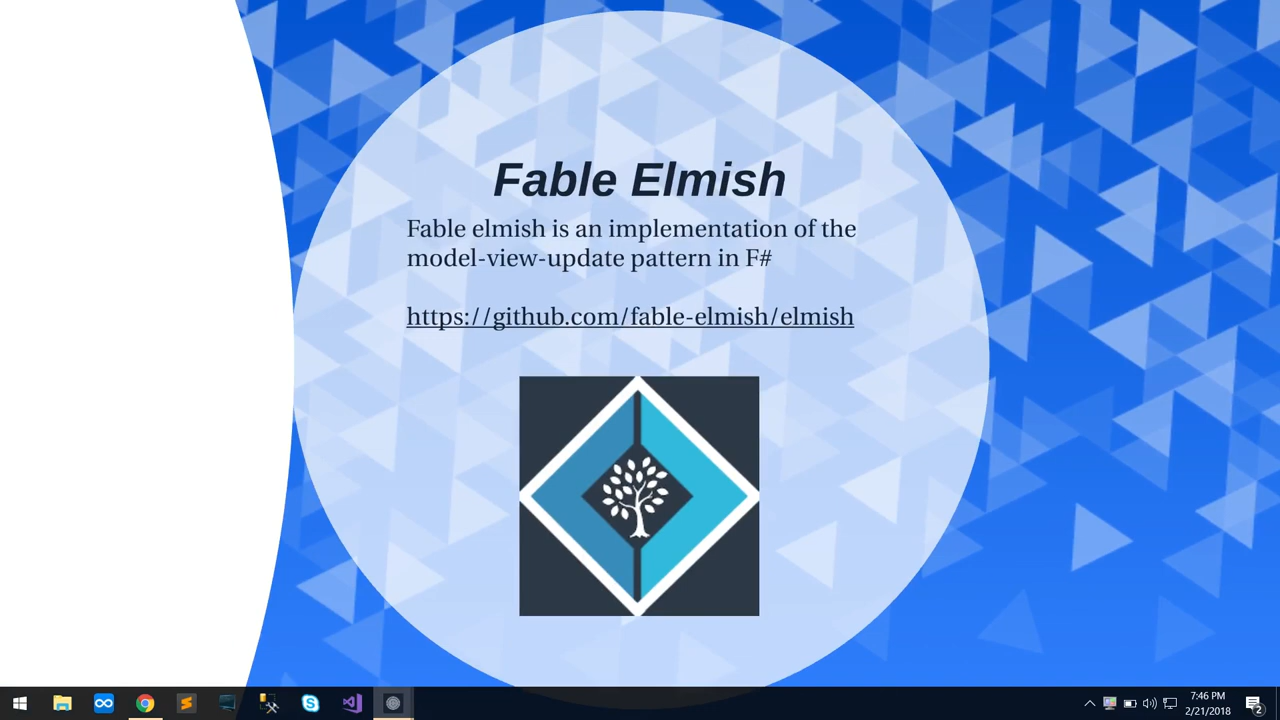 Fable Elmish
Fable elmish is an implementation of the
model-view-update pattern in F#
https://github.com/fable-elmish/elmish
7:46 PM
2/21/2018
2